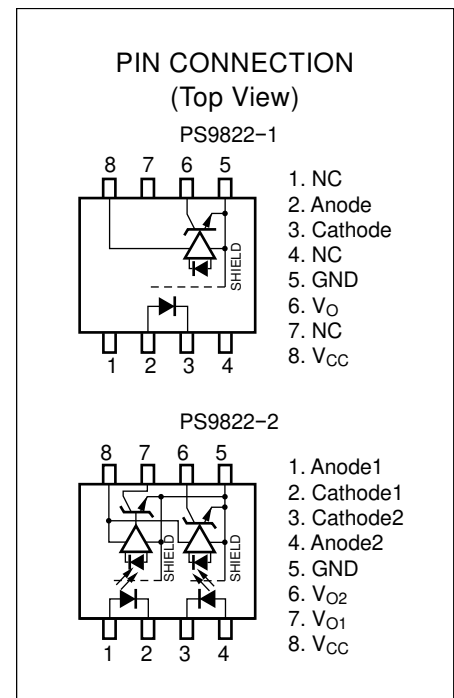 PIN CONNECTION
(Top View)
PS9822−1
8 7 6 5
SHIELD
1 2 3 4
1. NC
2. Anode
3. Cathode
4. NC
5. GND
6. VO
7. NC
8. VCC
PS9822−2
8 7 6 5
SHIELD
SHIELD
1 2 3 4
1. Anode1
2. Cathode1
3. Cathode2
4. Anode2
5. GND
6. VO2
7. VO1
8. VCC